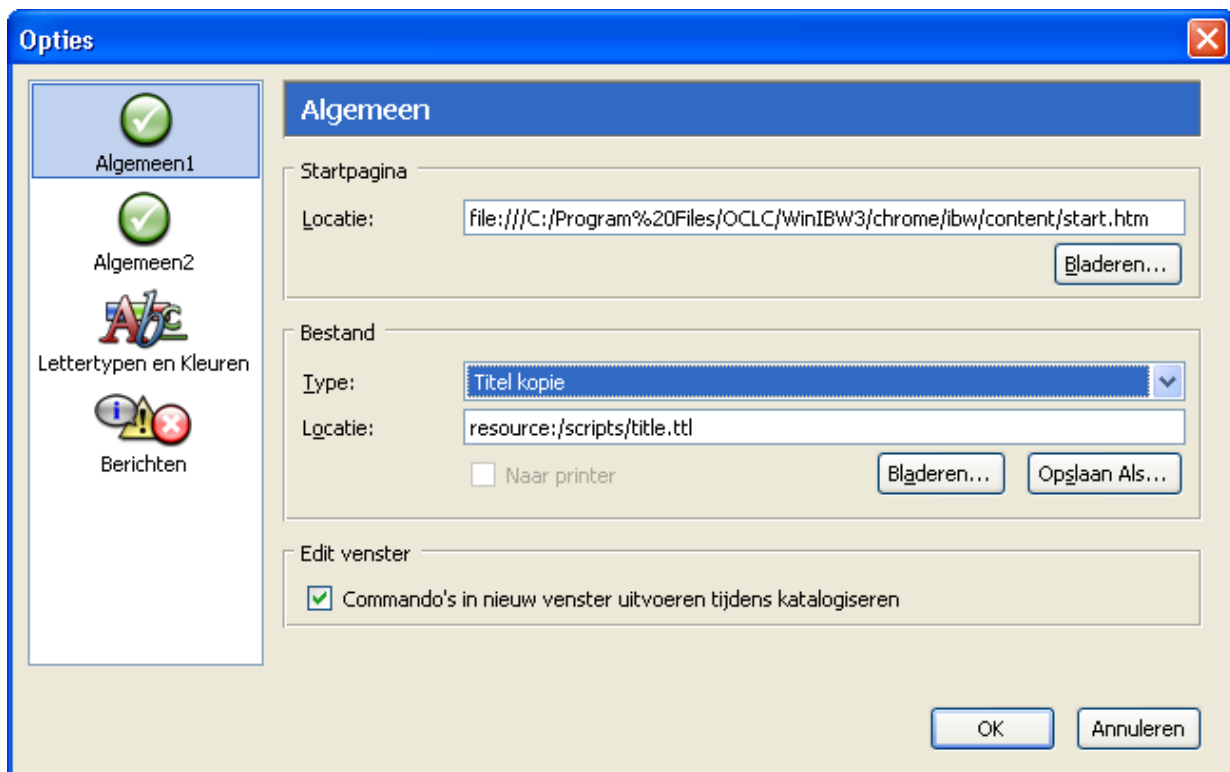 Opties
Algemeen1
Algemeen2
Abc
Lettertypen en Kleuren
Berichten
Algemeen
Startpagina
Locatie: file:///C:/Program%20Files/OCLC/WinIBW3/chrome/ibw/content/start.htm
Bladeren...
Bestand
Type: Titel kopie
Locatie: resource:/scripts/title.ttl
Naar printer Bladeren... Opslaan Als...
Edit venster
Commando's in nieuw venster uitvoeren tijdens katalogiseren
OK Annuleren